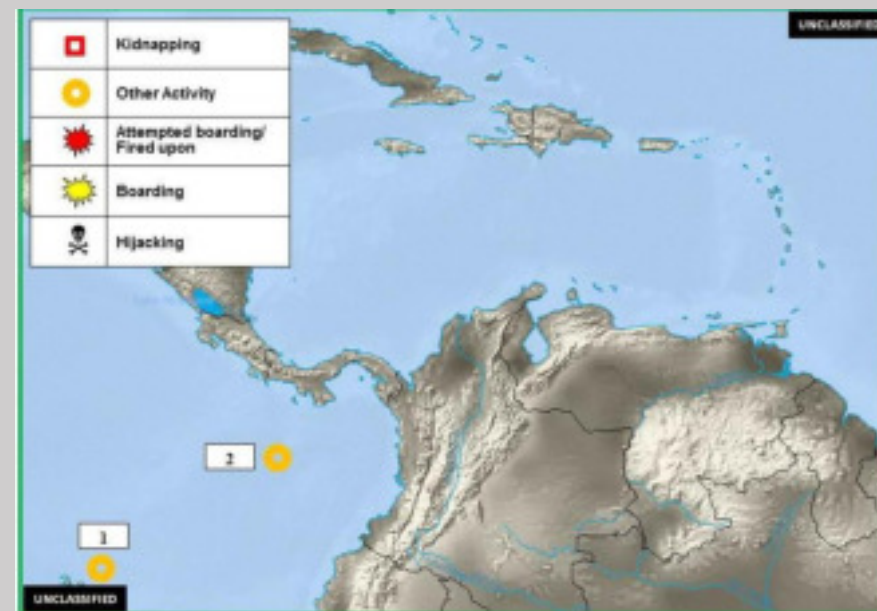 UNCLASSIFIED
Kidnapping
Other Activity
Attempted boarding/
Fired upon
Boarding
Hijacking
2
1
UNCLASSIFIED